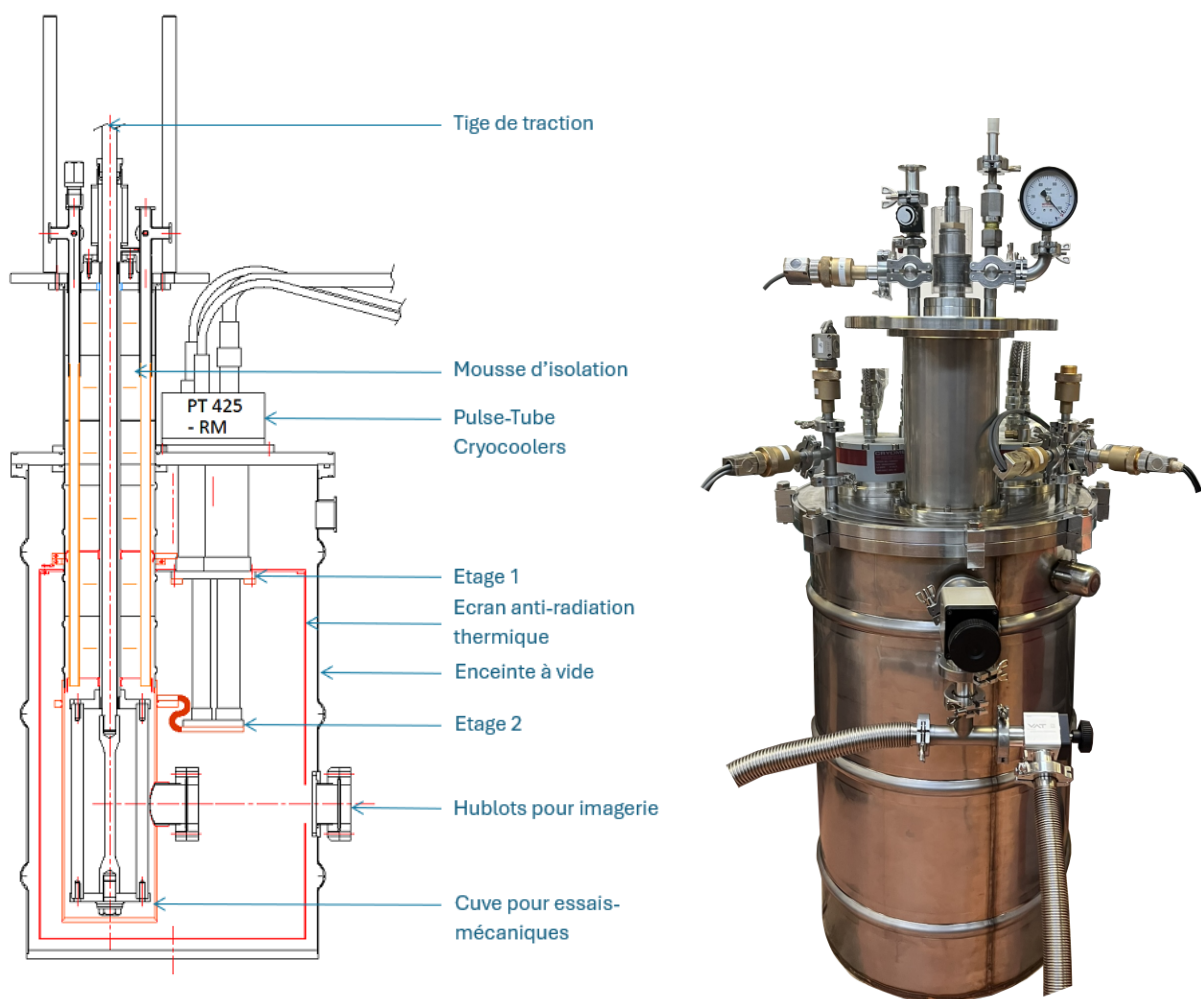 Tige de traction
Mousse d'isolation
PT 425
- RM
Pulse-Tube
Cryocoolers
Etage 1
Ecran anti-radiation
thermique
Enceinte à vide
Etage 2
Hublots pour imagerie
Cuve pour essais-
mécaniques
VAT